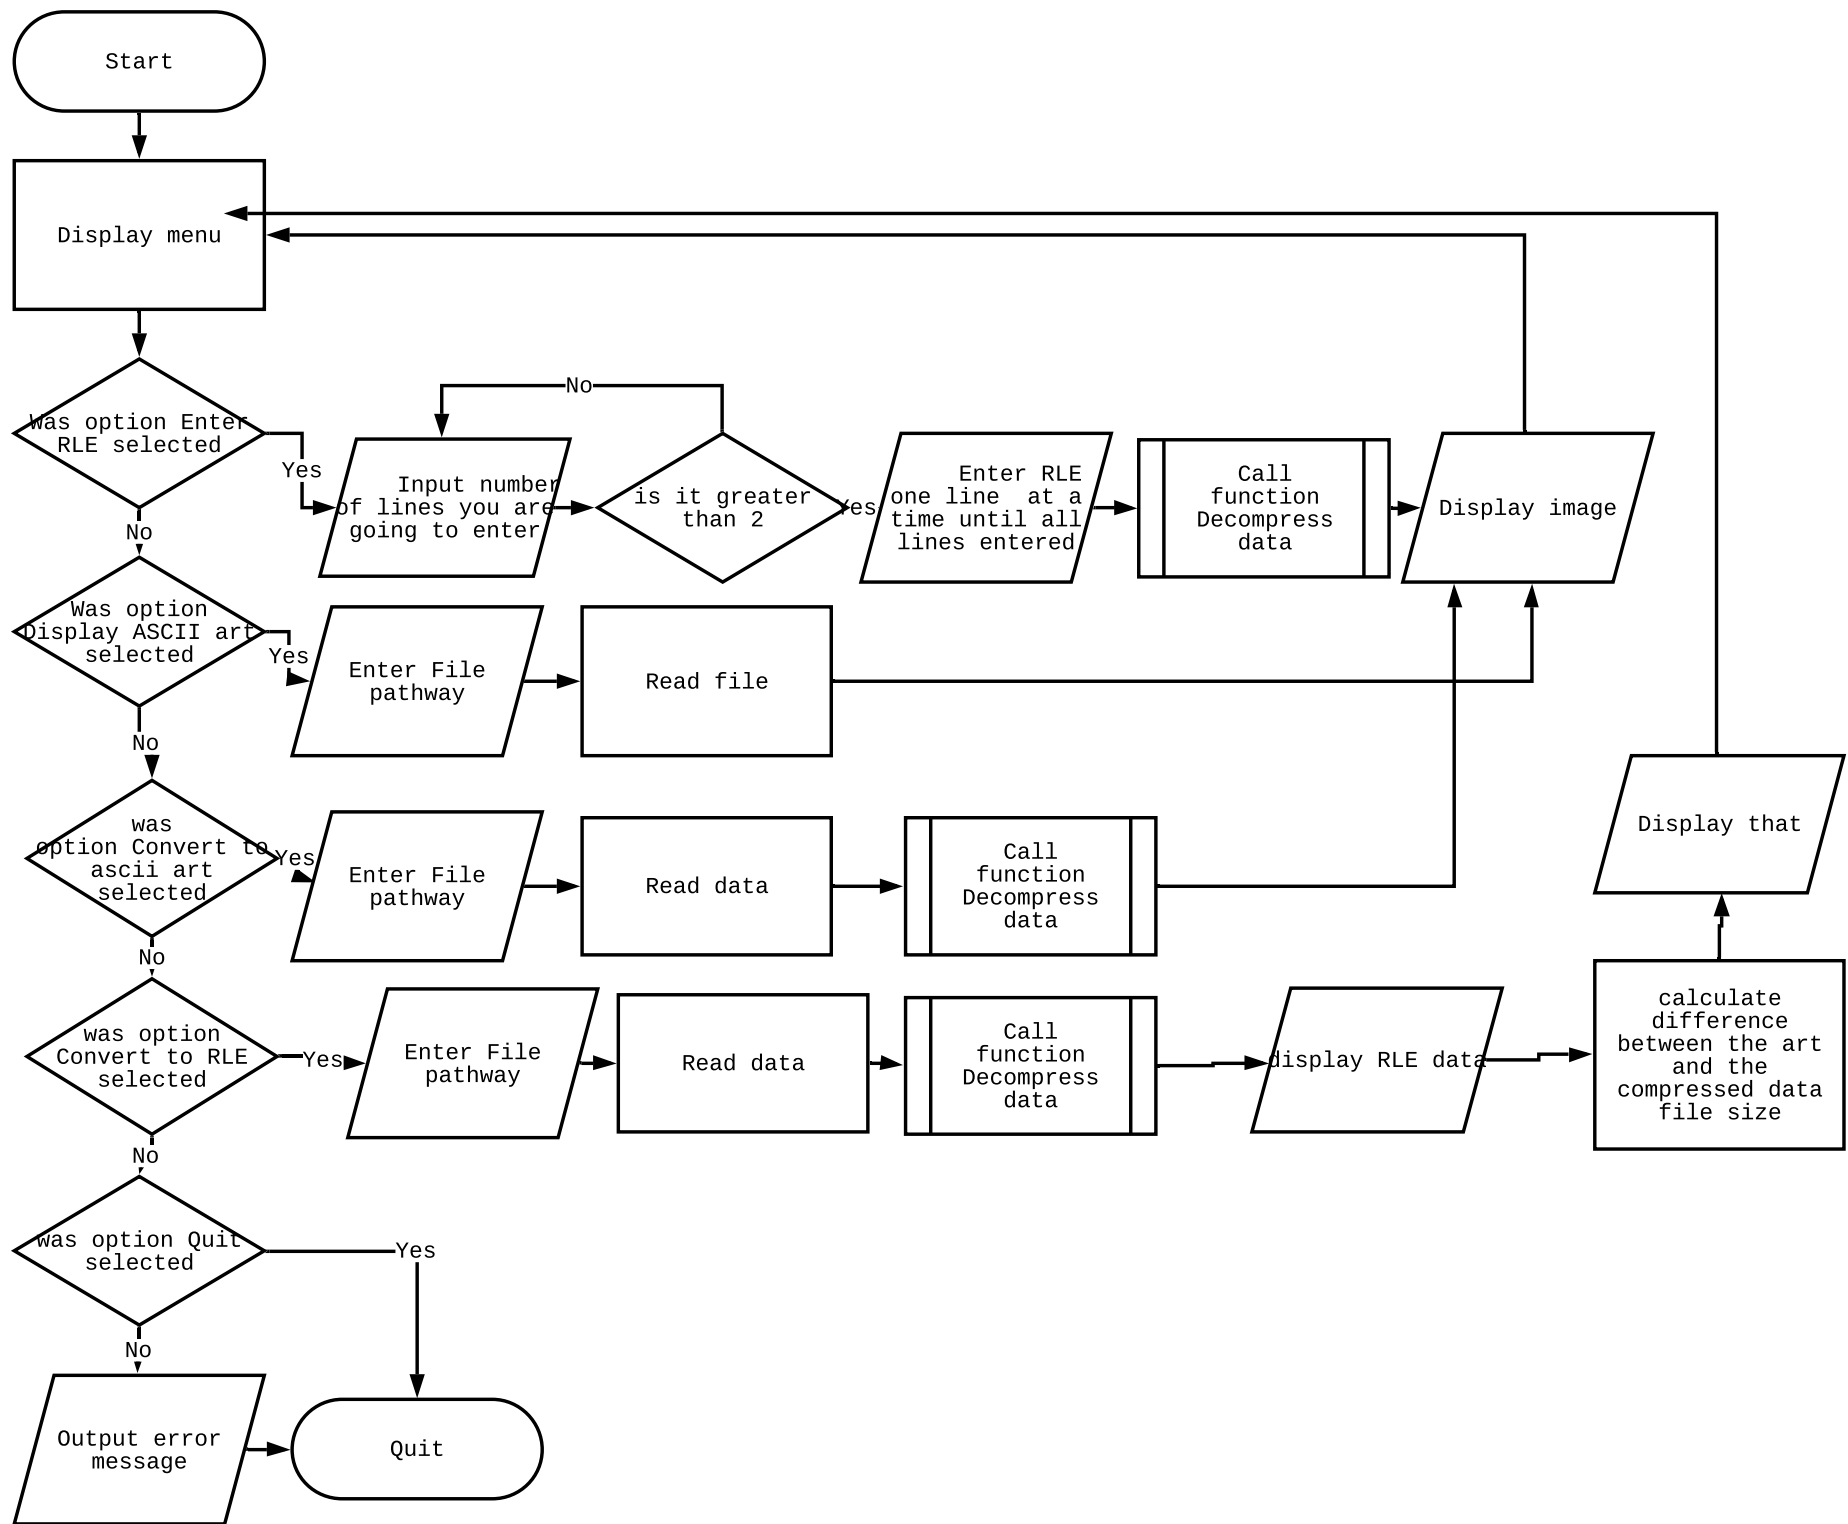 Start
Display menu
Was option Enter
RLE selected
Yes
No
Input number
of lines you are
going to enter
No
is it greater
than 2
Yes
Enter RLE
one line  at a
time until all
lines entered
Call
function
Decompress
data
Display image
Was option
Display ASCII art
selected
Yes
No
Enter File
pathway
Read file
was
option Convert to
ascii art
selected
Yes
No
Enter File
pathway
Read data
Call
function
Decompress
data
Display that
was option
Convert to RLE
selected
Yes
No
Enter File
pathway
Read data
Call
function
Decompress
data
display RLE data
calculate
difference
between the art
and the
compressed data
file size
was option Quit
selected
Yes
No
Output error
message
Quit